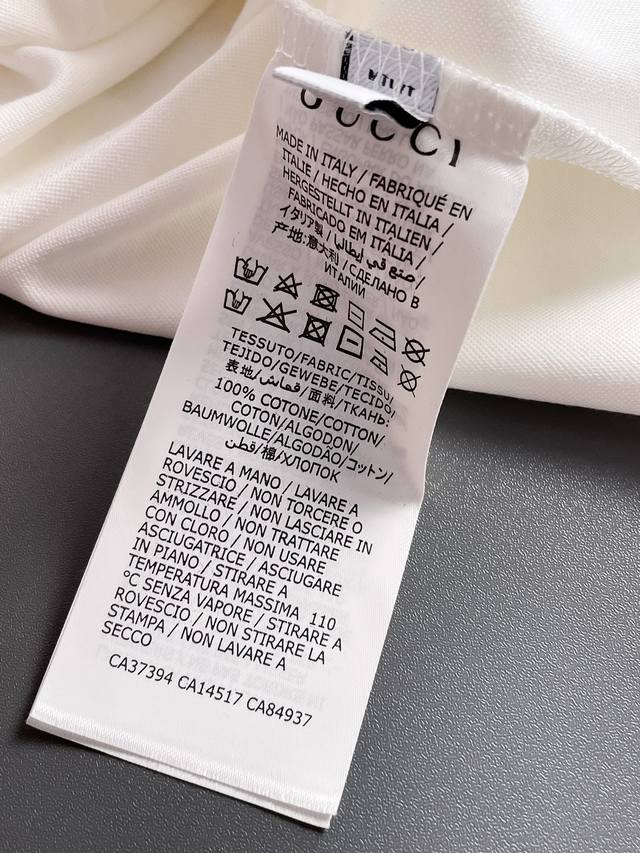 GUCCI
MADE IN ITALY / FABRIQUÉ EN
ITALIE / HECHO EN ITALIA /
HERGESTELLT IN ITALIEN /
FABRICADO EM ITÁLIA /
イタリア製 / صنع في إيطاليا /
产地:意大利 / СДЕЛАНО В
ИТАЛИИ
TESSUTO/FABRIC/TISSU/
TEJIDO/GEWEBE/TECIDO/
表地/قماش/面料/ТКАНЬ:
100% COTONE/COTTON/
COTON/ALGODON/
BAUMWOLLE/ALGODÃO/コットン/
قطن/棉/ХЛОПОК
LAVARE A MANO / LAVARE A
ROVESCIO / NON TORCERE O
STRIZZARE / NON LASCIARE IN
AMMOLLO / NON TRATTARE
CON CLORO / NON USARE
ASCIUGATRICE / ASCIUGARE
IN PIANO / STIRARE A
TEMPERATURA MASSIMA 110
°C SENZA VAPORE / STIRARE A
ROVESCIO / NON STIRARE LA
STAMPA / NON LAVARE A
SECCO
CA37394 CA14517 CA84937